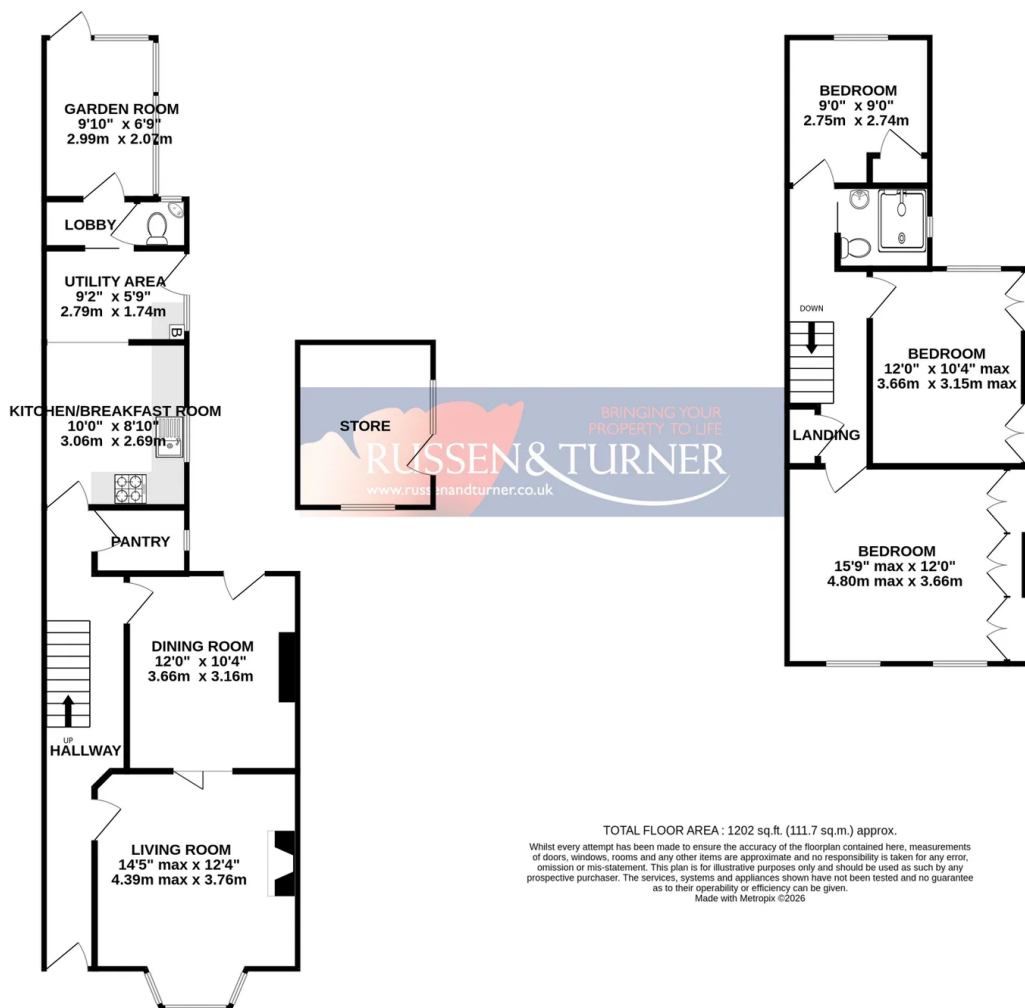 GARDEN ROOM
9'10" x 6'9"
2.99m x 2.07m
LOBBY
UTILITY AREA
9'2" x 5'9"
2.79m x 1.74m
B
KITCHEN/BREAKFAST ROOM
10'0" x 8'10"
3.06m x 2.69m
PANTRY
DINING ROOM
12'0" x 10'4"
3.66m x 3.16m
UP
HALLWAY
LIVING ROOM
14'5" max x 12'4"
4.39m max x 3.76m
STORE
BRINGING YOUR
PROPERTY TO LIFE
RUSSEN & TURNER
www.russenandturner.co.uk
BEDROOM
9'0" x 9'0"
2.75m x 2.74m
DOWN
BEDROOM
12'0" x 10'4" max
3.66m x 3.15m max
LANDING
BEDROOM
15'9" max x 12'0"
4.80m max x 3.66m
TOTAL FLOOR AREA : 1202 sq.ft. (111.7 sq.m.) approx.
Whilst every attempt has been made to ensure the accuracy of the floorplan contained here, measurements
of doors, windows, rooms and any other items are approximate and no responsibility is taken for any error,
omission or mis-statement. This plan is for illustrative purposes only and should be used as such by any
prospective purchaser. The services, systems and appliances shown have not been tested and no guarantee
as to their operability or efficiency can be given.
Made with Metropix ©2026